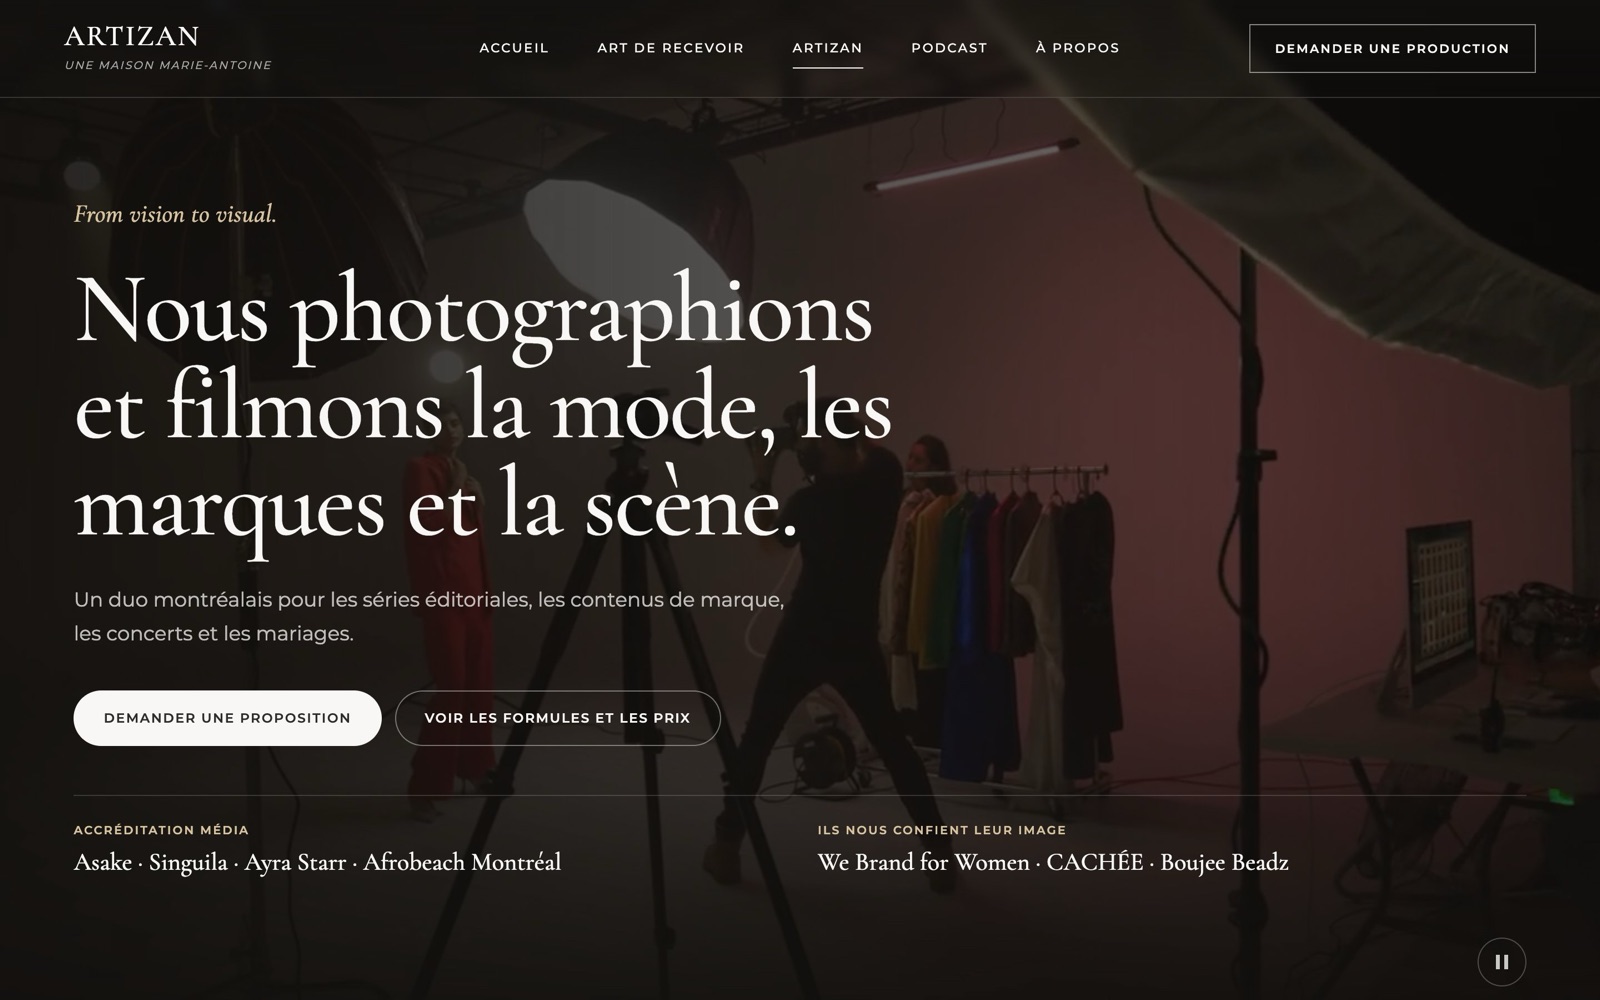 ARTIZAN
UNE MAISON MARIE-ANTOINE
ACCUEIL
ART DE RECEVOIR
ARTIZAN
PODCAST
À PROPOS
DEMANDER UNE PRODUCTION
From vision to visual.
Nous photographions
et filmons la mode, les
marques et la scène.
Un duo montréalais pour les séries éditoriales, les contenus de marque,
les concerts et les mariages.
DEMANDER UNE PROPOSITION
VOIR LES FORMULES ET LES PRIX
ACCRÉDITATION MÉDIA
Asake · Singuila · Ayra Starr · Afrobeach Montréal
ILS NOUS CONFIENT LEUR IMAGE
We Brand for Women · CACHÉE · Boujee Beadz